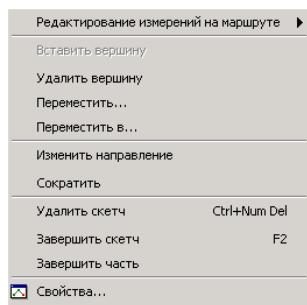 Редактирование измерений на маршруте
Вставить вершину
Удалить вершину
Переместить...
Переместить в...
Изменить направление
Сократить
Удалить скетч Ctrl+Num Del
Завершить скетч F2
Завершить часть
Свойства...